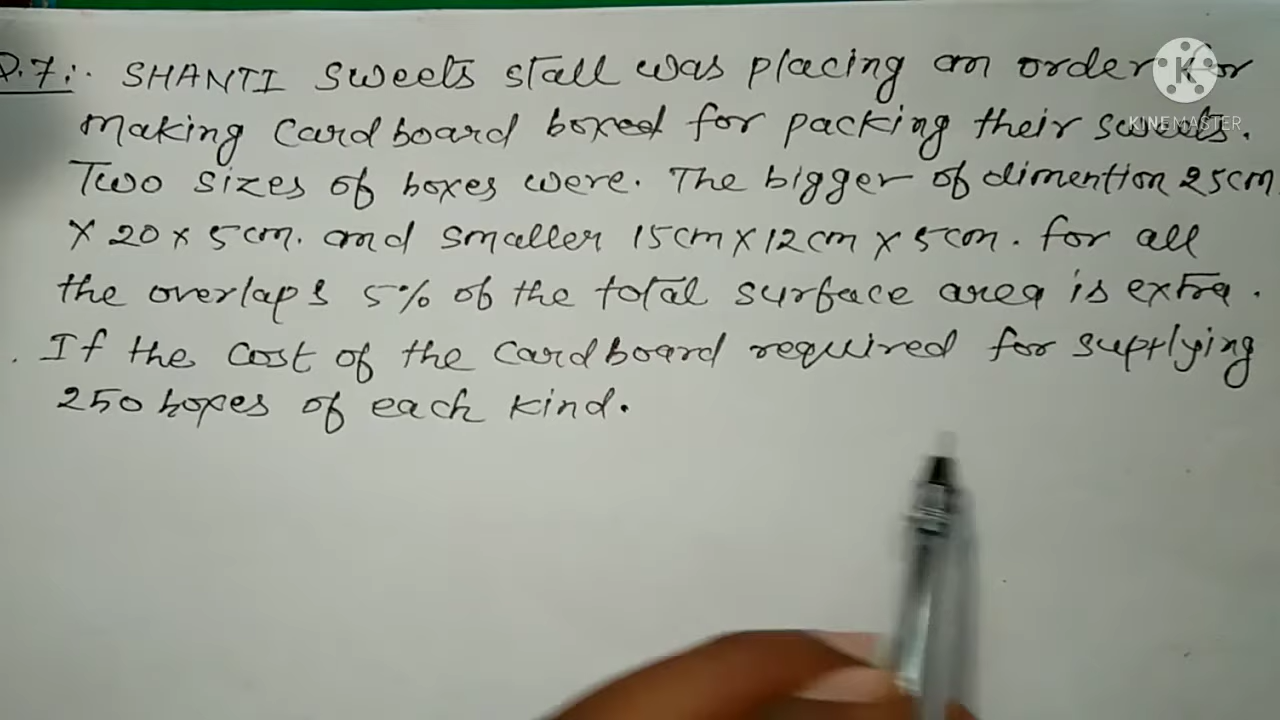 Q.7:. SHANTI Sweets stall was placing an order for
making cardboard boxed for packing their sweets.
Two sizes of boxes were. The bigger of dimention 25cm
X 20 x 5cm. and smaller 15cm X 12cm x 5cm. for all
the overlaps 5% of the total surface area is extra.
. If the cost of the cardboard required for supplying
250 boxes of each kind.
KINEMASTER